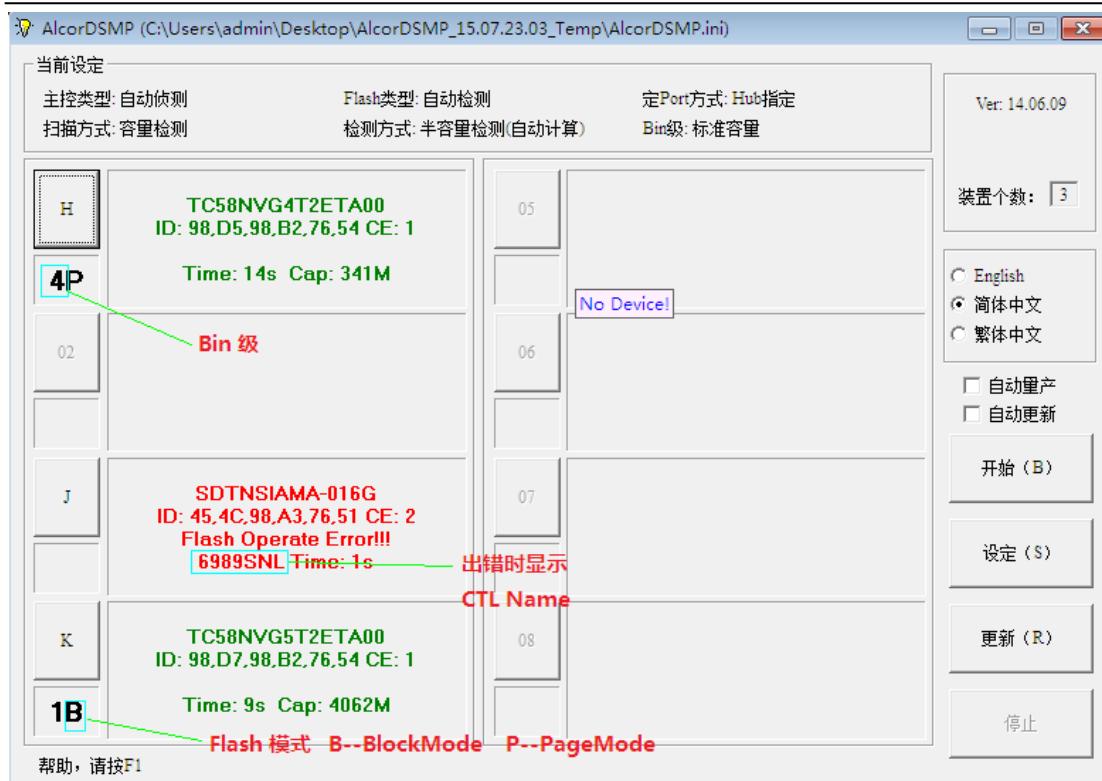 AlcorDSMP (C:\Users\admin\Desktop\AlcorDSMP_15.07.23.03_Temp\AlcorDSMP.ini)
当前设定
主控类型: 自动侦测 Flash类型: 自动检测 定Port方式: Hub指定
扫描方式: 容量检测 检测方式: 半容量检测(自动计算) Bin级: 标准容量
Ver: 14.06.09
装置个数: 3
H
TC58NVG4T2ETA00
ID: 98,D5,98,B2,76,54 CE: 1
Time: 14s Cap: 341M
4P
Bin 级
02
J
SDTNSIAMA-016G
ID: 45,4C,98,A3,76,51 CE: 2
Flash Operate Error!!!
6989SNL Time: 1s
出错时显示
CTL Name
K
TC58NVG5T2ETA00
ID: 98,D7,98,B2,76,54 CE: 1
Time: 9s Cap: 4062M
1B
Flash 模式 B--BlockMode P--PageMode
05
No Device!
06
07
08
English
简体中文
繁体中文
自动量产
自动更新
开始（B）
设定（S）
更新（R）
停止
帮助，请按F1